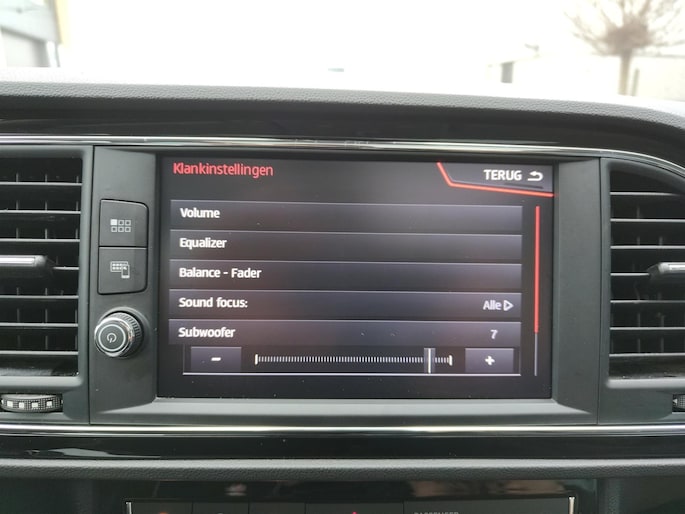 Klankinstellingen
TERUG
Volume
Equalizer
Balance - Fader
Sound focus: Alle
Subwoofer 7
- +